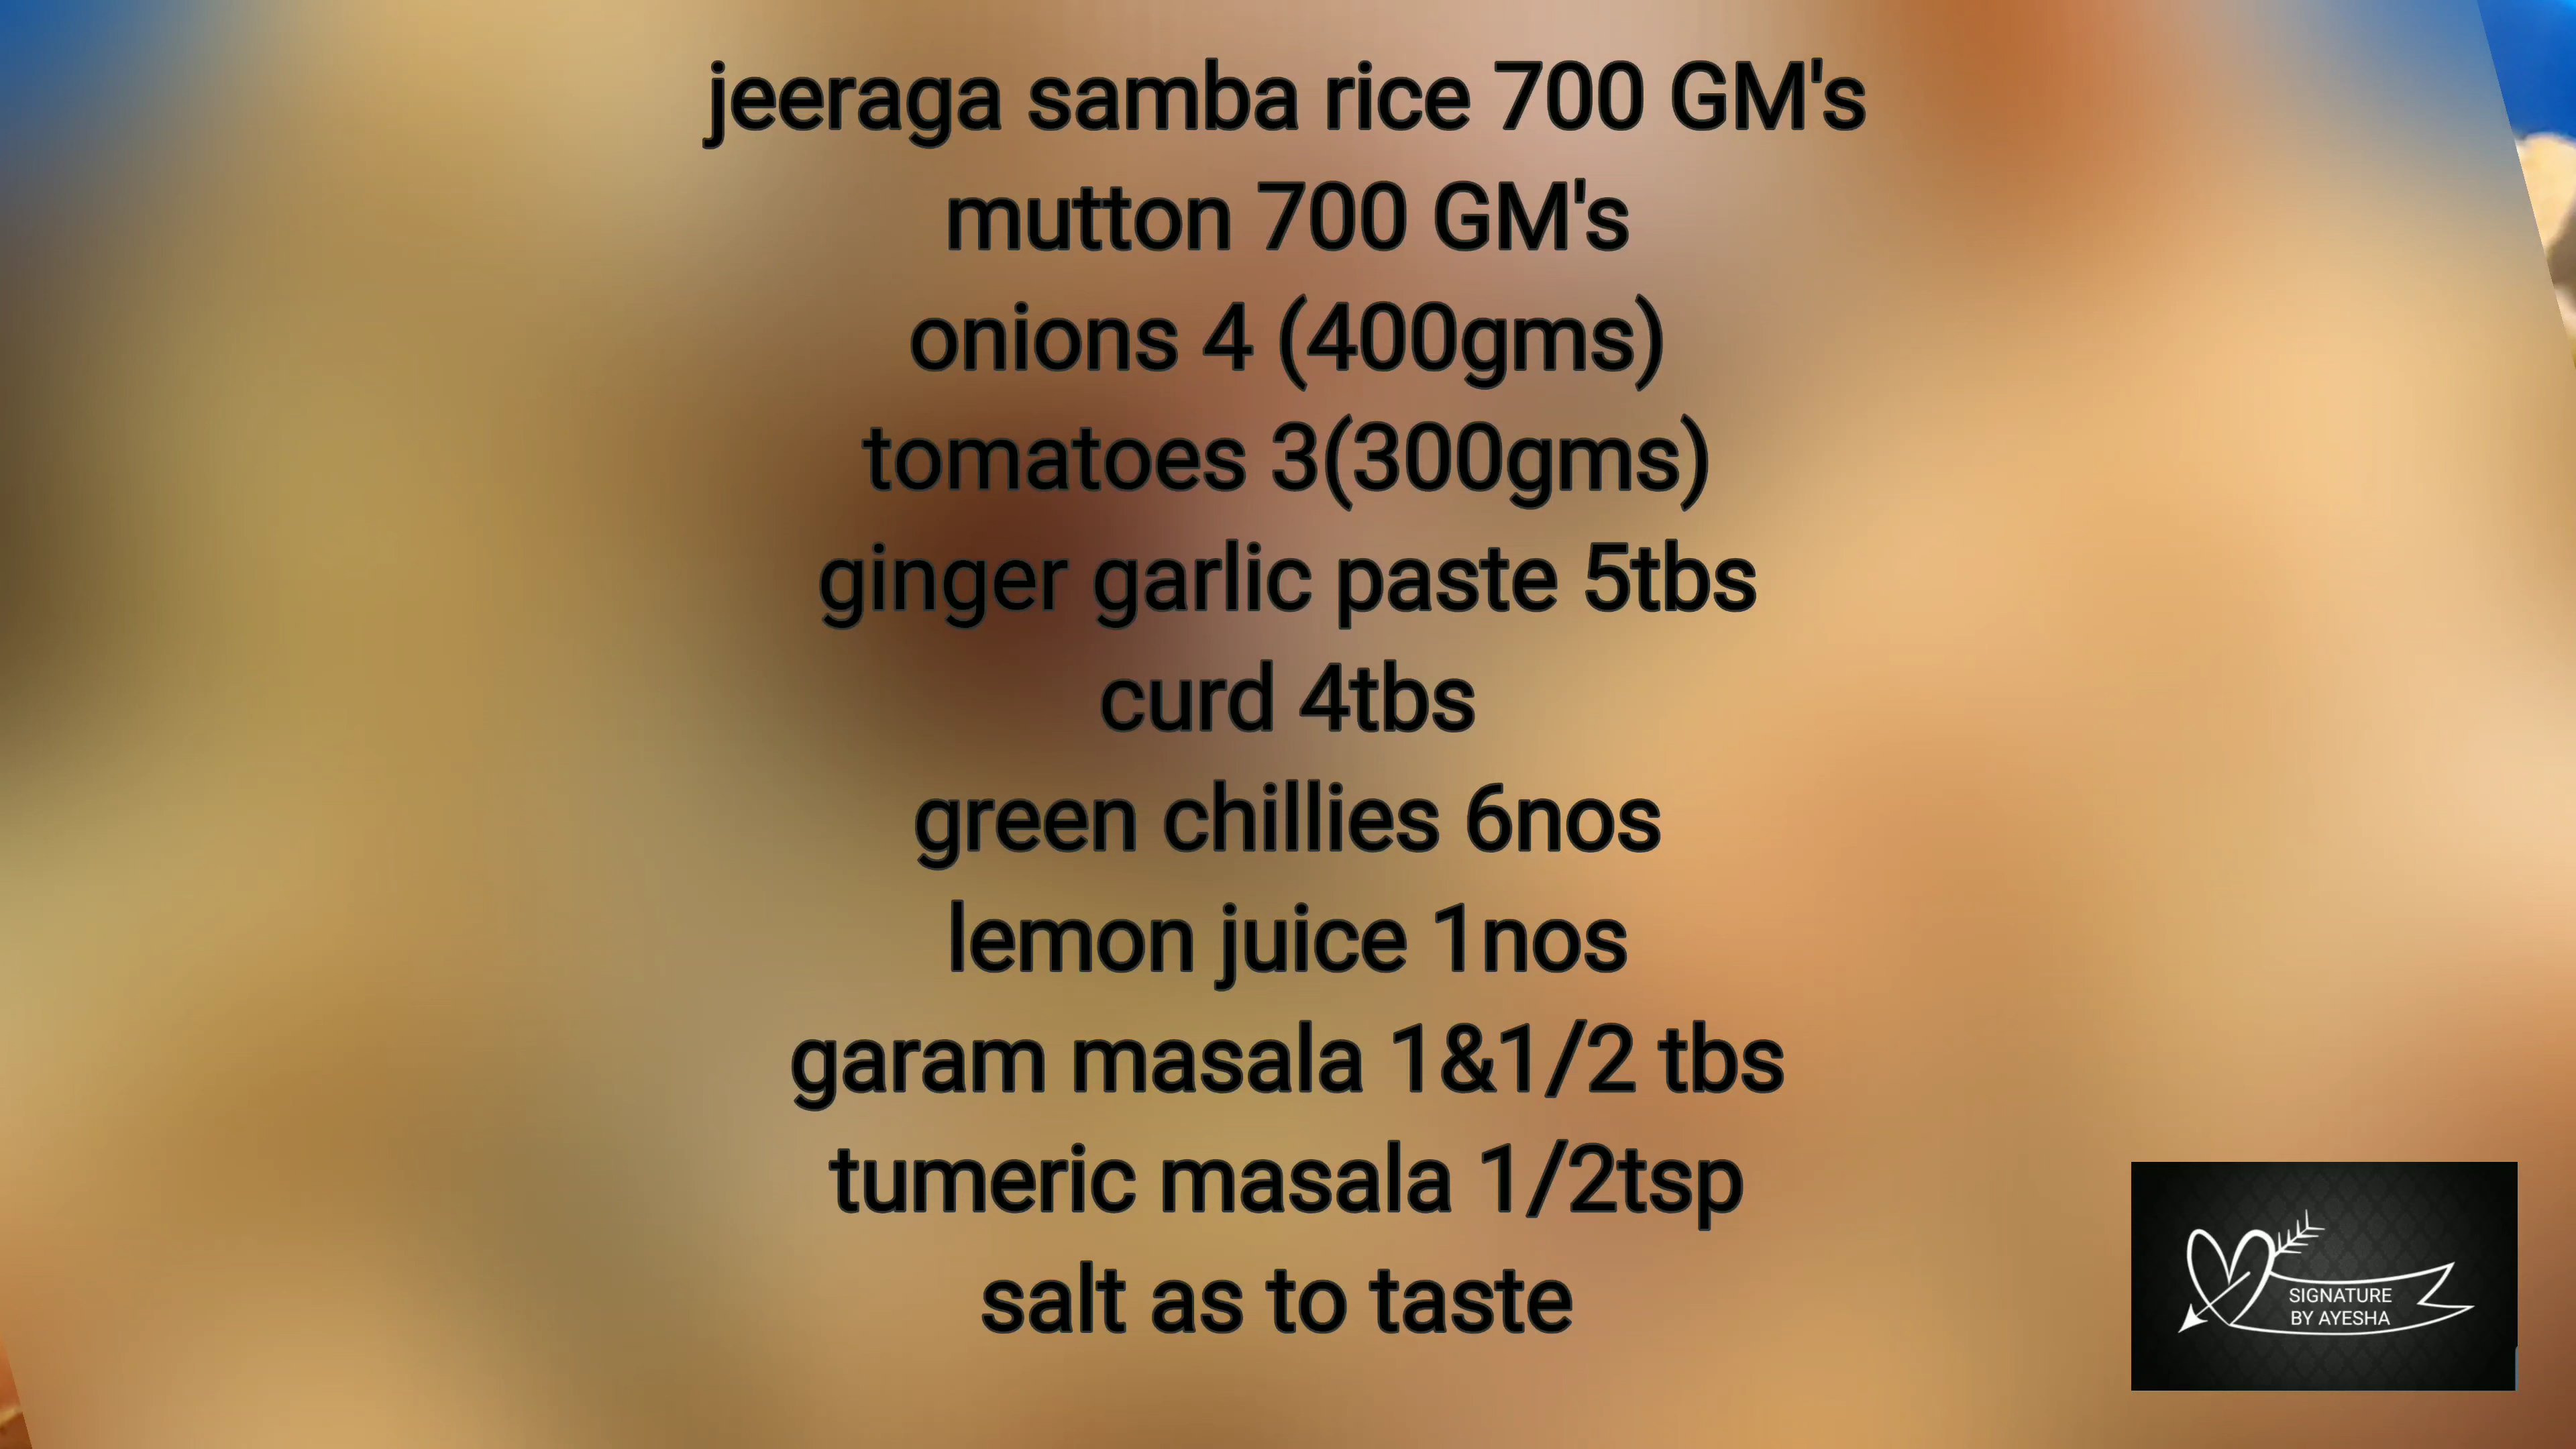 jeeraga samba rice 700 GM's
mutton 700 GM's
onions 4 (400gms)
tomatoes 3(300gms)
ginger garlic paste 5tbs
curd 4tbs
green chillies 6nos
lemon juice 1nos
garam masala 1&1/2 tbs
tumeric masala 1/2tsp
salt as to taste
SIGNATURE
BY AYESHA